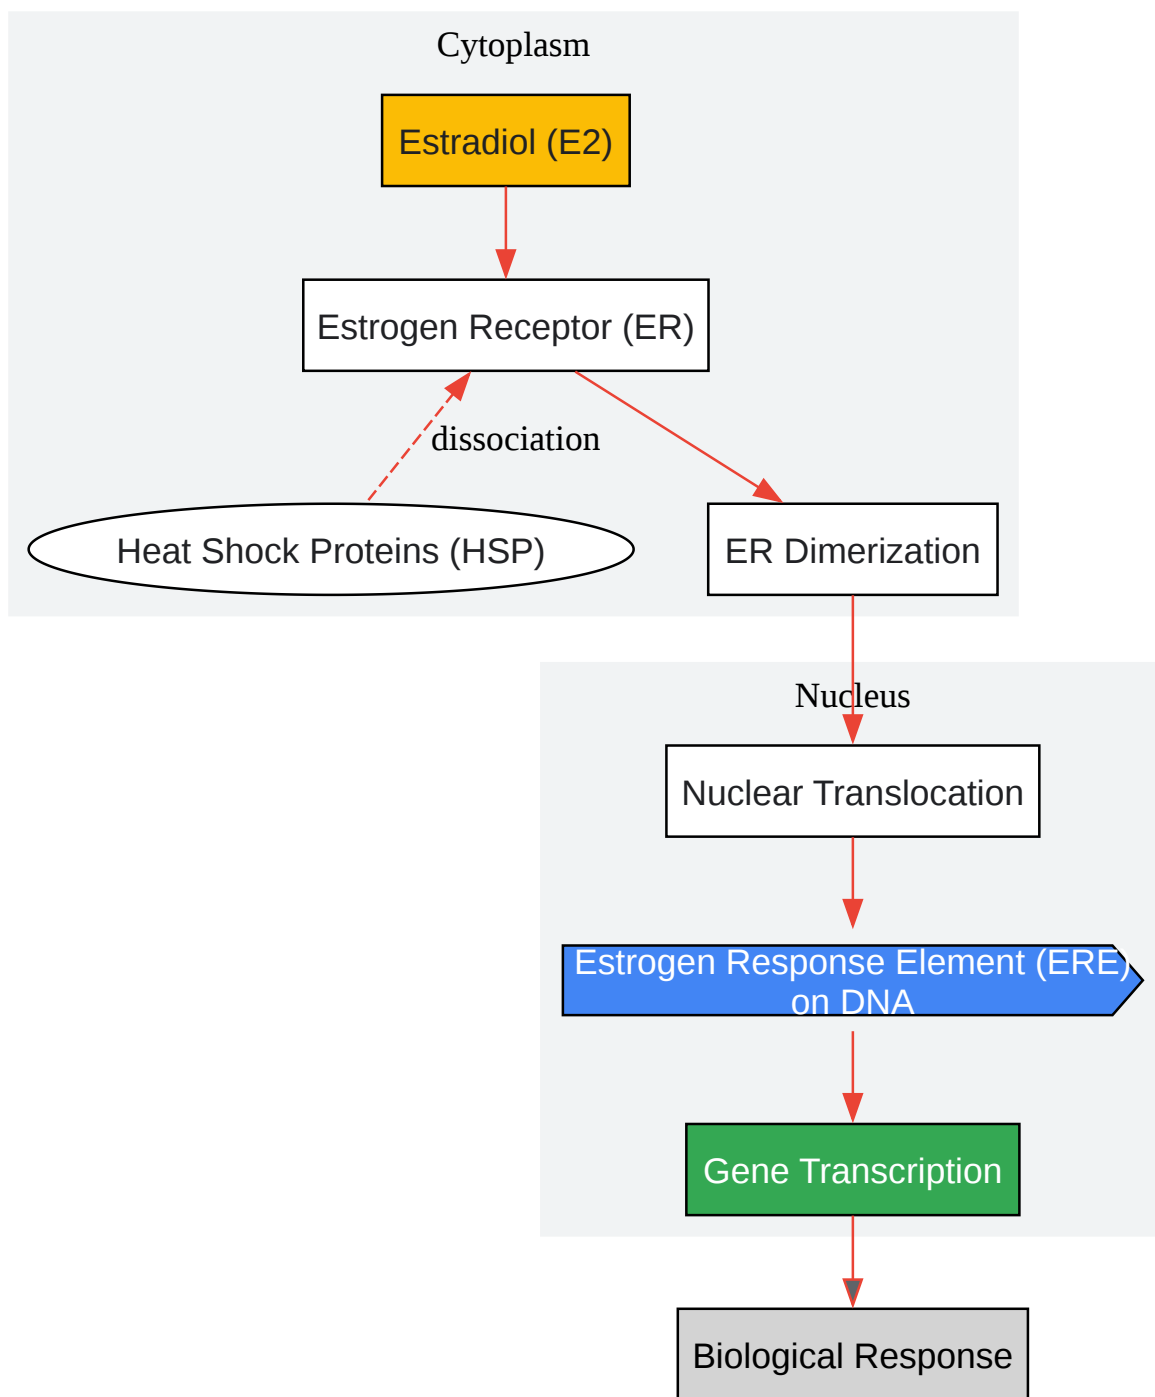 Cytoplasm
Estradiol (E2)
Estrogen Receptor (ER)
dissociation
Heat Shock Proteins (HSP)
ER Dimerization
Nucleus
Nuclear Translocation
Estrogen Response Element (ERE)
on DNA
Gene Transcription
Biological Response